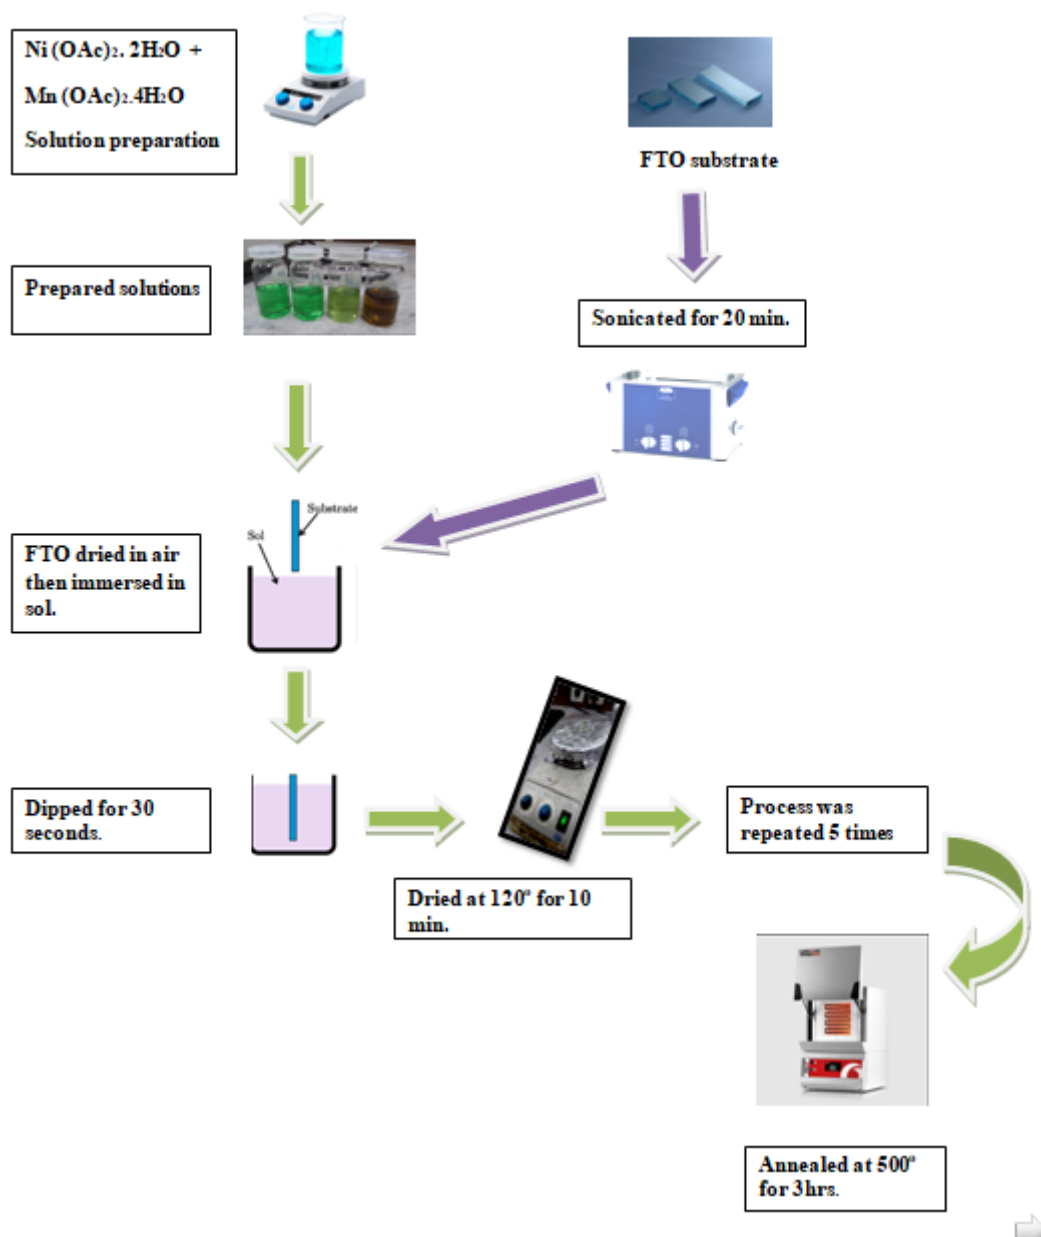 Ni (OAc)₂. 2H₂O +
Mn (OAc)₂.4H₂O
Solution preparation
FTO substrate
Prepared solutions
Sonicated for 20 min.
Substrate
Sol
FTO dried in air
then immersed in
sol.
Dipped for 30
seconds.
Dried at 120º for 10
min.
Process was
repeated 5 times
Annealed at 500º
for 3hrs.